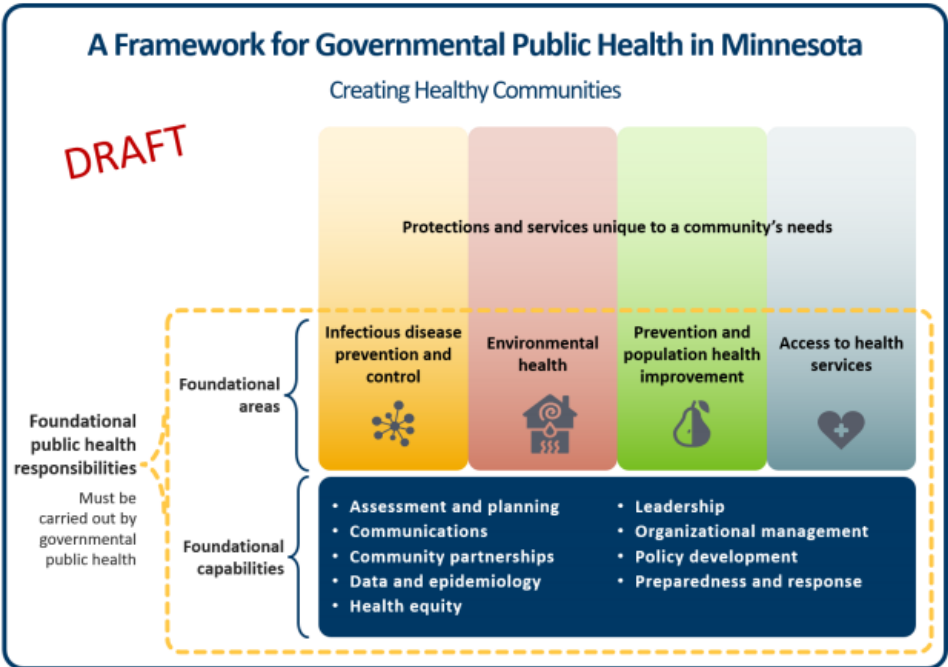 A Framework for Governmental Public Health in Minnesota
Creating Healthy Communities
DRAFT
Protections and services unique to a community's needs
Foundational
public health
responsibilities
Must be
carried out by
governmental
public health
Foundational
areas
Infectious disease
prevention and
control
Environmental
health
Prevention and
population health
improvement
Access to health
services
Foundational
capabilities
• Assessment and planning
• Communications
• Community partnerships
• Data and epidemiology
• Health equity
• Leadership
• Organizational management
• Policy development
• Preparedness and response